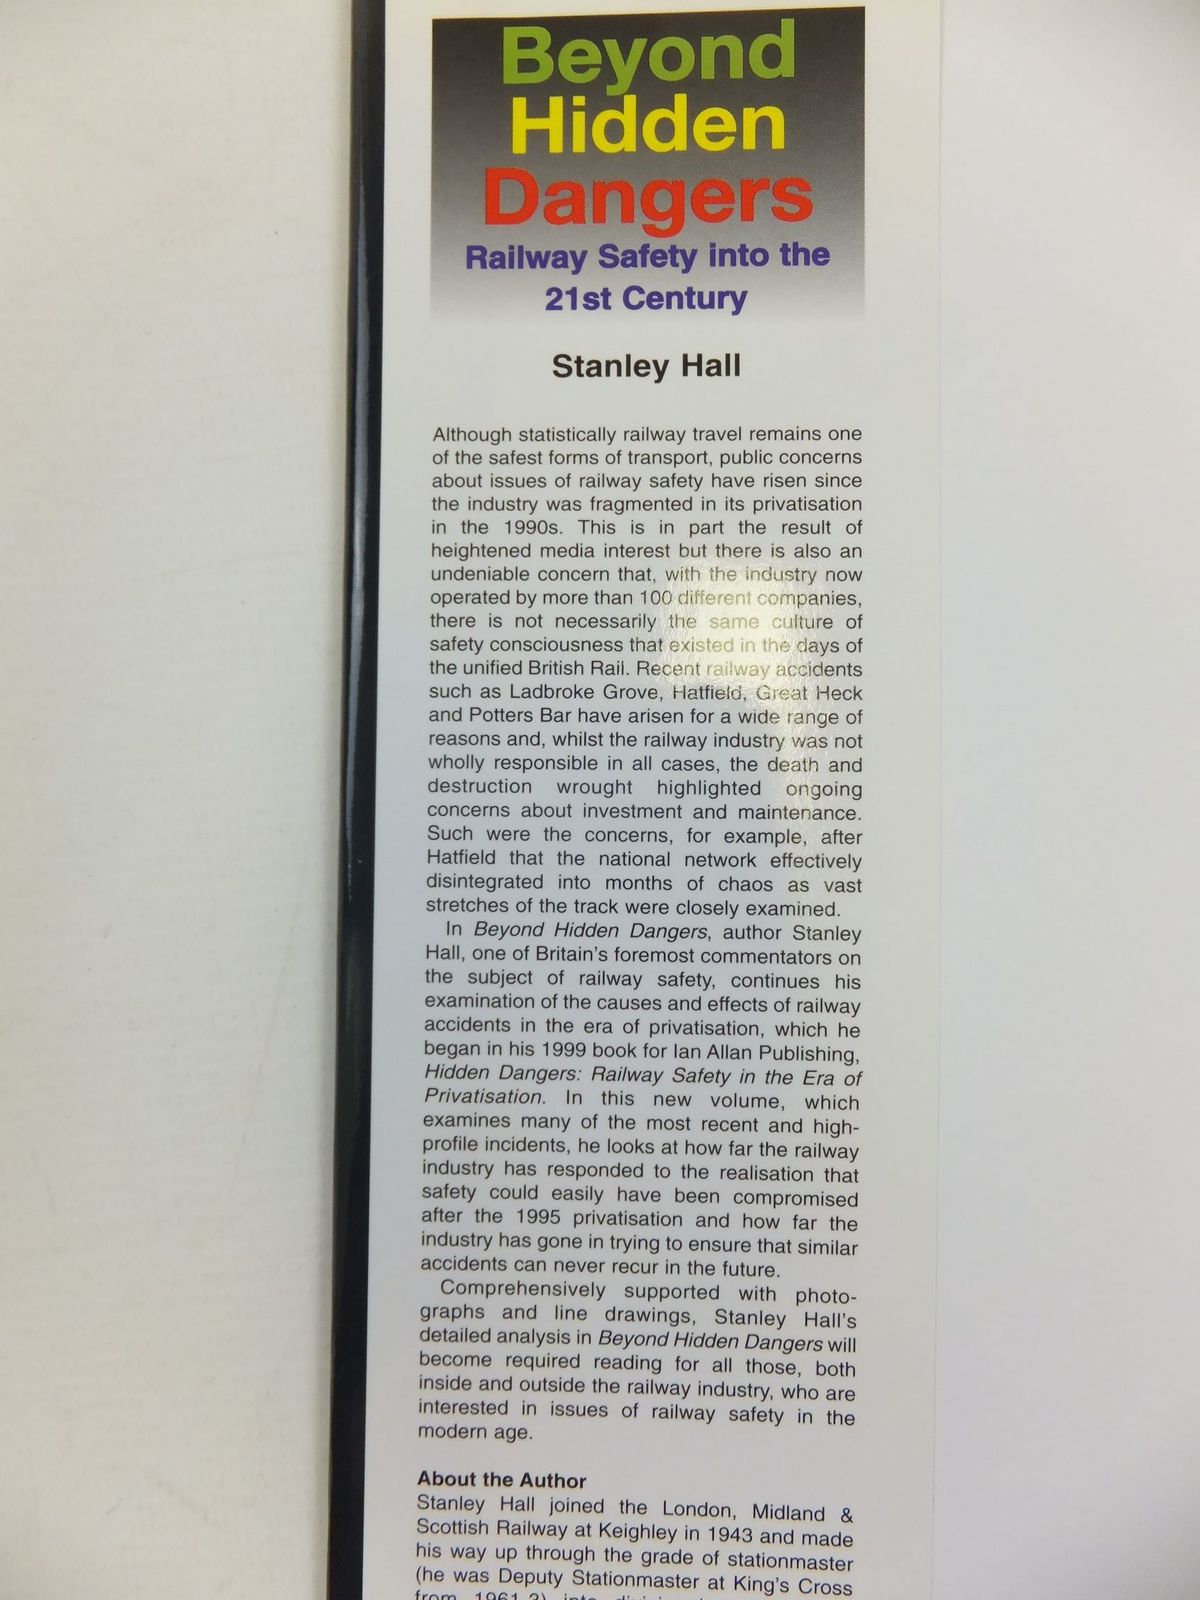 Beyond
Hidden
Dangers
Railway Safety into the
21st Century
Stanley Hall
Although statistically railway travel remains one
of the safest forms of transport, public concerns
about issues of railway safety have risen since
the industry was fragmented in its privatisation
in the 1990s. This is in part the result of
heightened media interest but there is also an
undeniable concern that, with the industry now
operated by more than 100 different companies,
there is not necessarily the same culture of
safety consciousness that existed in the days of
the unified British Rail. Recent railway accidents
such as Ladbroke Grove, Hatfield, Great Heck
and Potters Bar have arisen for a wide range of
reasons and, whilst the railway industry was not
wholly responsible in all cases, the death and
destruction wrought highlighted ongoing
concerns about investment and maintenance.
Such were the concerns, for example, after
Hatfield that the national network effectively
disintegrated into months of chaos as vast
stretches of the track were closely examined.
In Beyond Hidden Dangers, author Stanley
Hall, one of Britain's foremost commentators on
the subject of railway safety, continues his
examination of the causes and effects of railway
accidents in the era of privatisation, which he
began in his 1999 book for Ian Allan Publishing,
Hidden Dangers: Railway Safety in the Era of
Privatisation. In this new volume, which
examines many of the most recent and high-
profile incidents, he looks at how far the railway
industry has responded to the realisation that
safety could easily have been compromised
after the 1995 privatisation and how far the
industry has gone in trying to ensure that similar
accidents can never recur in the future.
Comprehensively supported with photo-
graphs and line drawings, Stanley Hall's
detailed analysis in Beyond Hidden Dangers will
become required reading for all those, both
inside and outside the railway industry, who are
interested in issues of railway safety in the
modern age.
About the Author
Stanley Hall joined the London, Midland &
Scottish Railway at Keighley in 1943 and made
his way up through the grade of stationmaster
(he was Deputy Stationmaster at King's Cross
from 1961-3) into